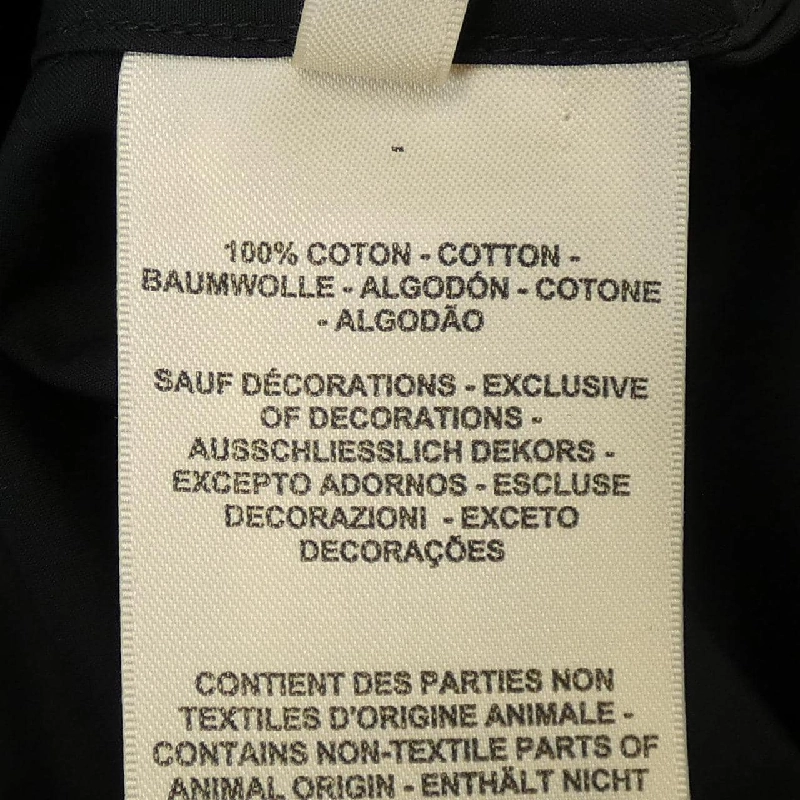 100% COTON - COTTON -
BAUMWOLLE - ALGODÓN - COTONE
- ALGODÃO
SAUF DÉCORATIONS - EXCLUSIVE
OF DECORATIONS -
AUSSCHLIESSLICH DEKORS -
EXCEPTO ADORNOS - ESCLUSE
DECORAZIONI - EXCETO
DECORAÇÕES
CONTIENT DES PARTIES NON
TEXTILES D'ORIGINE ANIMALE -
CONTAINS NON-TEXTILE PARTS OF
ANIMAL ORIGIN - ENTHÄLT NICHT